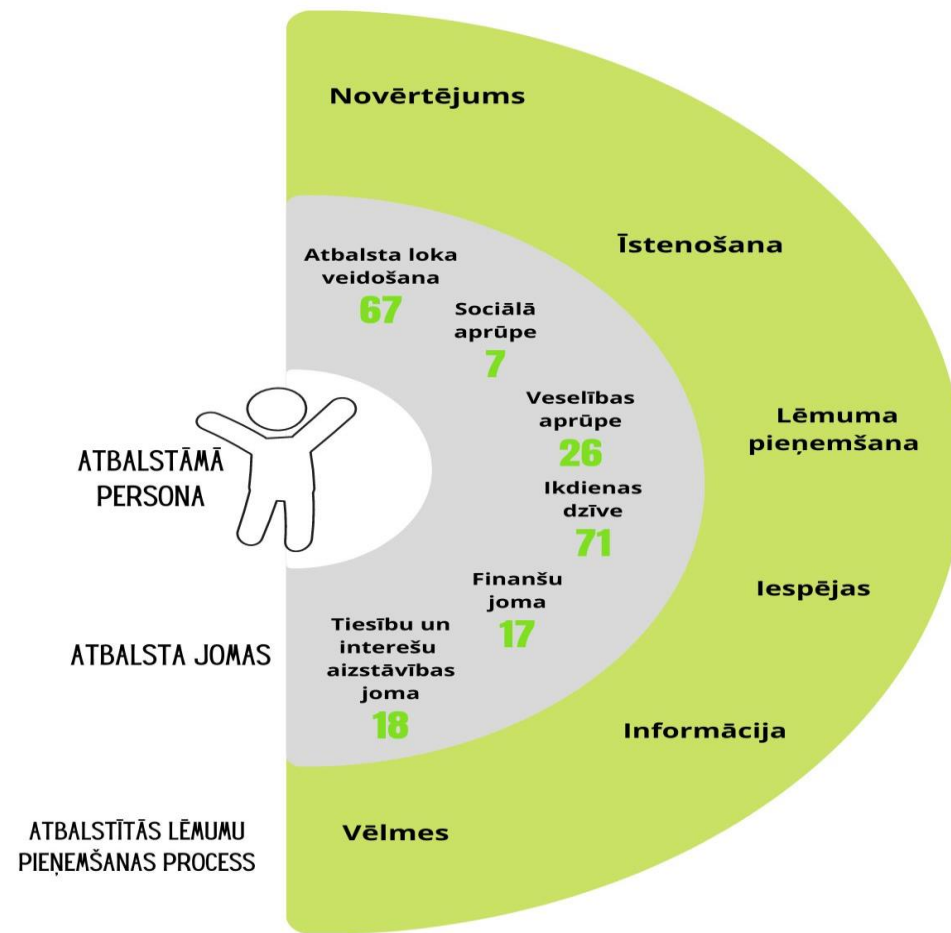 Novērtējums
Īstenošana
Atbalsta loka
veidošana
67
Sociālā
aprūpe
7
Veselības
aprūpe
26
Lēmuma
pieņemšana
ATBALSTĀMĀ
PERSONA
Ikdienas
dzīve
71
Finanšu
joma
17
Iespējas
Tiesību un
interešu
aizstāvības
joma
18
ATBALSTA JOMAS
Informācija
ATBALSTĪTĀS LĒMUMU
PIEŅEMŠANAS PROCESS
Vēlmes